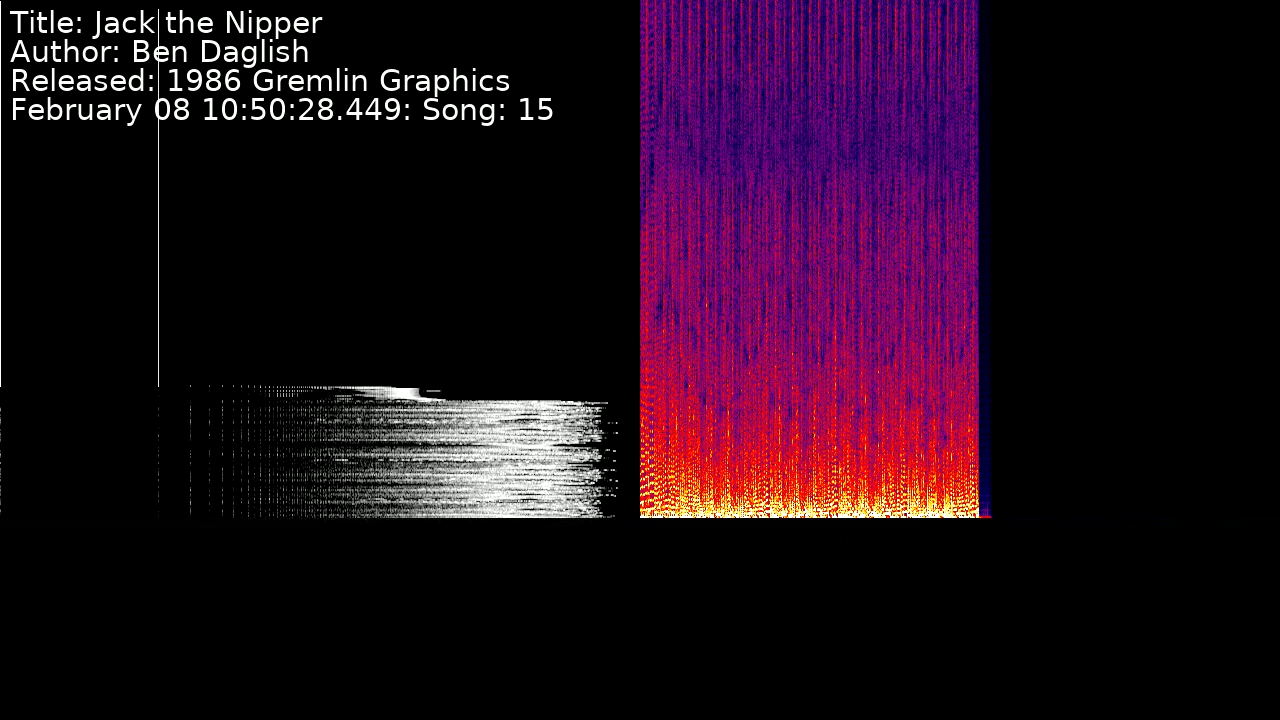 Title: Jack the Nipper
Author: Ben Daglish
Released: 1986 Gremlin Graphics
February 08 10:50:28.449: Song: 15